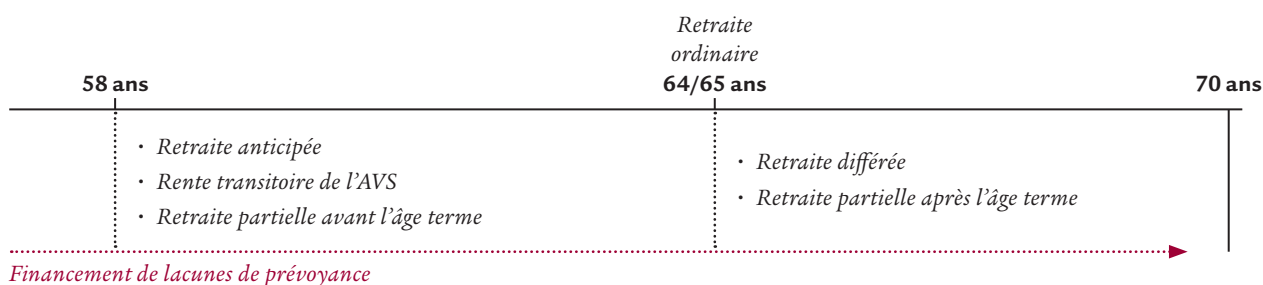 Retraite
ordinaire
58 ans
64/65 ans
70 ans
· Retraite anticipée
· Rente transitoire de l’AVS
· Retraite partielle avant l’âge terme
· Retraite différée
· Retraite partielle après l’âge terme
Financement de lacunes de prévoyance